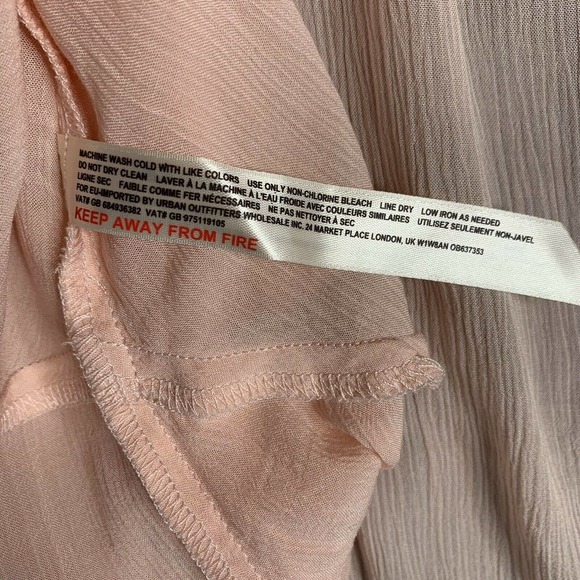 MACHINE WASH COLD WITH LIKE COLORS USE ONLY NON-CHLORINE BLEACH LINE DRY LOW IRON AS NEEDED
DO NOT DRY CLEAN LAVER À LA MACHINE À L'EAU FROIDE AVEC COULEURS SIMILAIRES UTILISEZ SEULEMENT NON-JAVEL
LIGNE SEC FAIBLE COMME FER NÉCESSAIRES NE PAS NETTOYER À SEC
FOR EU-IMPORTED BY URBAN OUTFITTERS WHOLESALE INC. 24 MARKET PLACE LONDON, UK W1W8AN OB637353
VAT# GB 684936382 VAT# GB 975119105
KEEP AWAY FROM FIRE